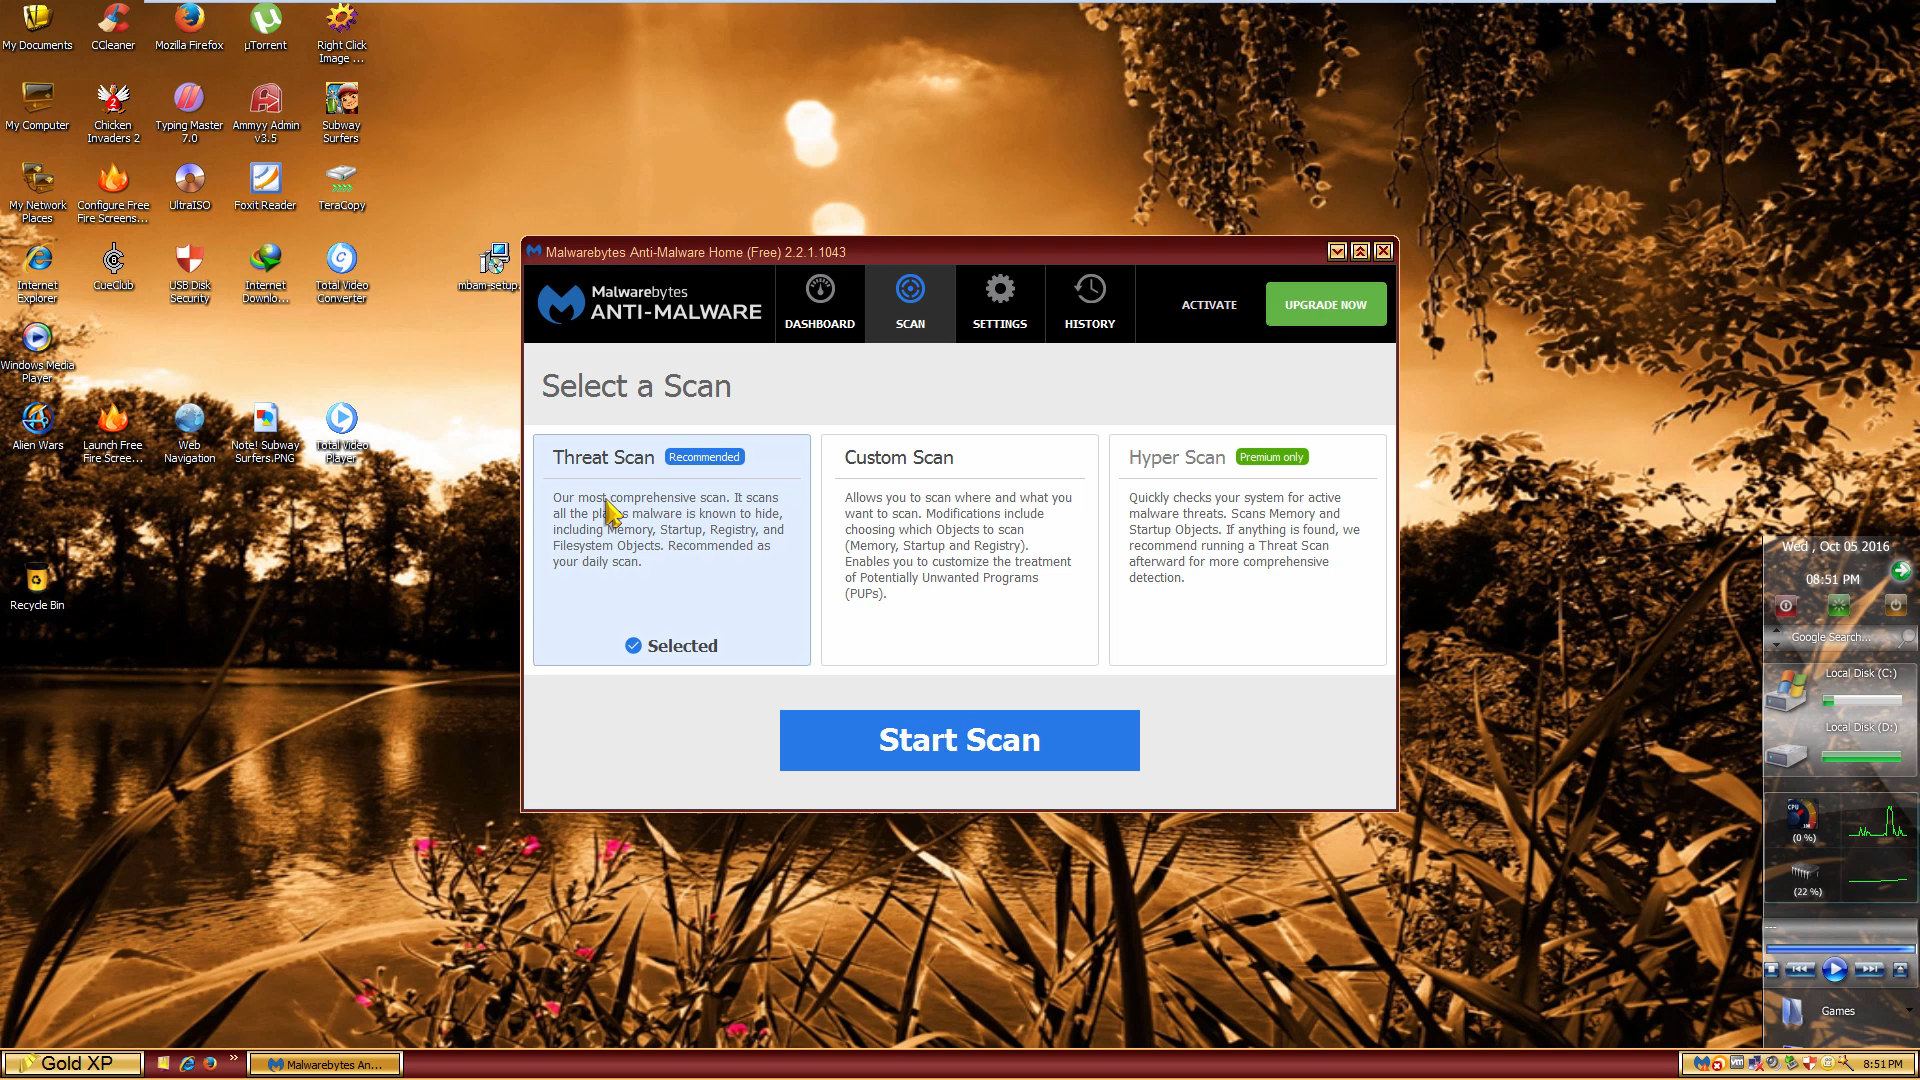 My Documents
CCleaner
Mozilla Firefox
µTorrent
Right Click
Image ...
My Computer
Chicken
Invaders 2
Typing Master
7.0
Ammyy Admin
v3.5
Subway
Surfers
My Network
Places
Configure Free
Fire Screens...
UltraISO
Foxit Reader
TeraCopy
Internet
Explorer
CueClub
USB Disk
Security
Internet
Downlo...
Total Video
Converter
mbam-setup.
Windows Media
Player
Alien Wars
Launch Free
Fire Scree...
Web
Navigation
Note! Subway
Surfers.PNG
Total Video
Player
Recycle Bin
Malwarebytes Anti-Malware Home (Free) 2.2.1.1043
Malwarebytes
ANTI-MALWARE
DASHBOARD
SCAN
SETTINGS
HISTORY
ACTIVATE
UPGRADE NOW
Select a Scan
Threat Scan
Recommended
Our most comprehensive scan. It scans
all the places malware is known to hide,
including Memory, Startup, Registry, and
Filesystem Objects. Recommended as
your daily scan.
Selected
Custom Scan
Allows you to scan where and what you
want to scan. Modifications include
choosing which Objects to scan
(Memory, Startup and Registry).
Enables you to customize the treatment
of Potentially Unwanted Programs
(PUPs).
Hyper Scan
Premium only
Quickly checks your system for active
malware threats. Scans Memory and
Startup Objects. If anything is found, we
recommend running a Threat Scan
afterward for more comprehensive
detection.
Start Scan
Wed , Oct 05 2016
08:51 PM
Google Search...
Local Disk (C:)
Local Disk (D:)
CPU
(0 %)
(22 %)
---
Games
Gold XP
Malwarebytes An...
8:51 PM